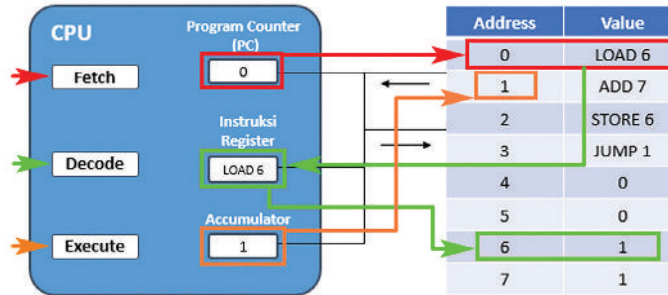 CPU
Program Counter
(PC)
0
Fetch
Instruksi
Register
Decode
LOAD 6
Accumulator
Execute
1
Address Value
0 LOAD 6
1 ADD 7
2 STORE 6
3 JUMP 1
4 0
5 0
6 1
7 1